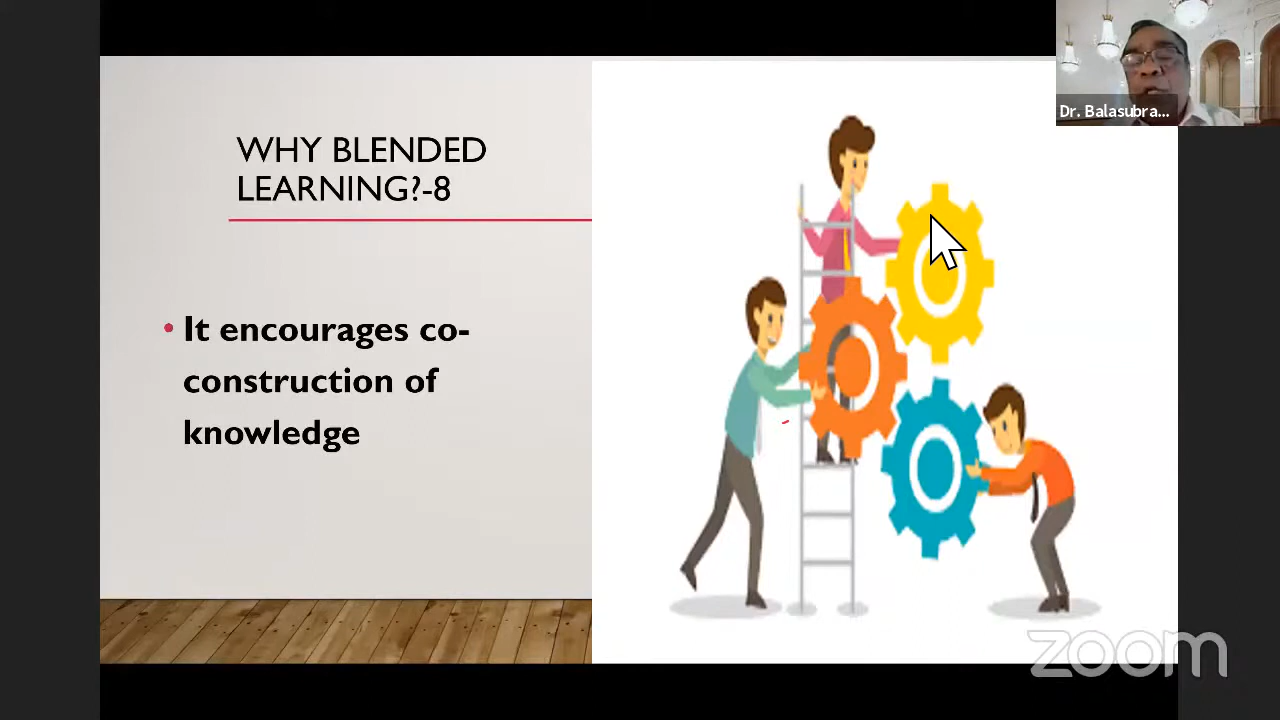 WHY BLENDED
LEARNING?-8
• It encourages co-
construction of
knowledge
Dr. Balasubra...
zoom